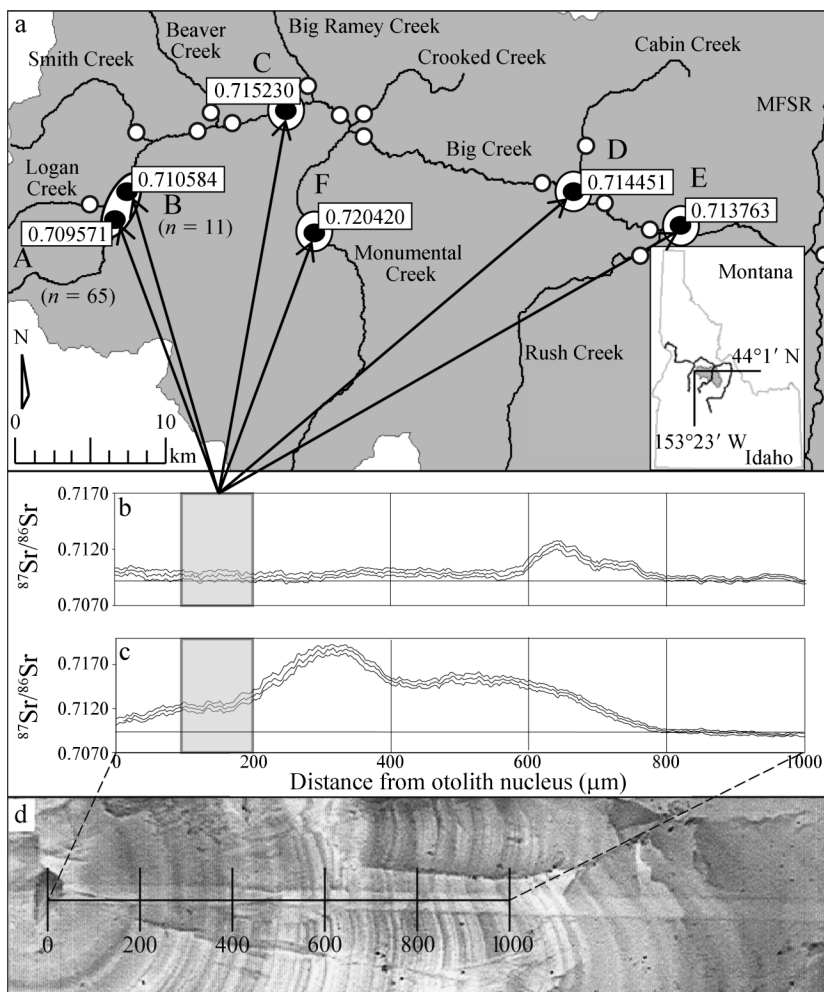 a
Beaver
Creek
Big Ramey Creek
Smith Creek
C
Crooked Creek
Cabin Creek
0.715230
MFSR
Logan
Creek
Big Creek
D
0.710584
B
(n = 11)
F
0.714451
E
0.709571
0.720420
0.713763
A
(n = 65)
Monumental
Creek
N
0
10
km
Rush Creek
Montana
44°1′ N
153°23′ W
Idaho
b
0.7170
0.7120
0.7070
⁸⁷Sr/⁸⁶Sr
c
0.7170
0.7120
0.7070
⁸⁷Sr/⁸⁶Sr
0 200 400 600 800 1000
Distance from otolith nucleus (μm)
d
0 200 400 600 800 1000